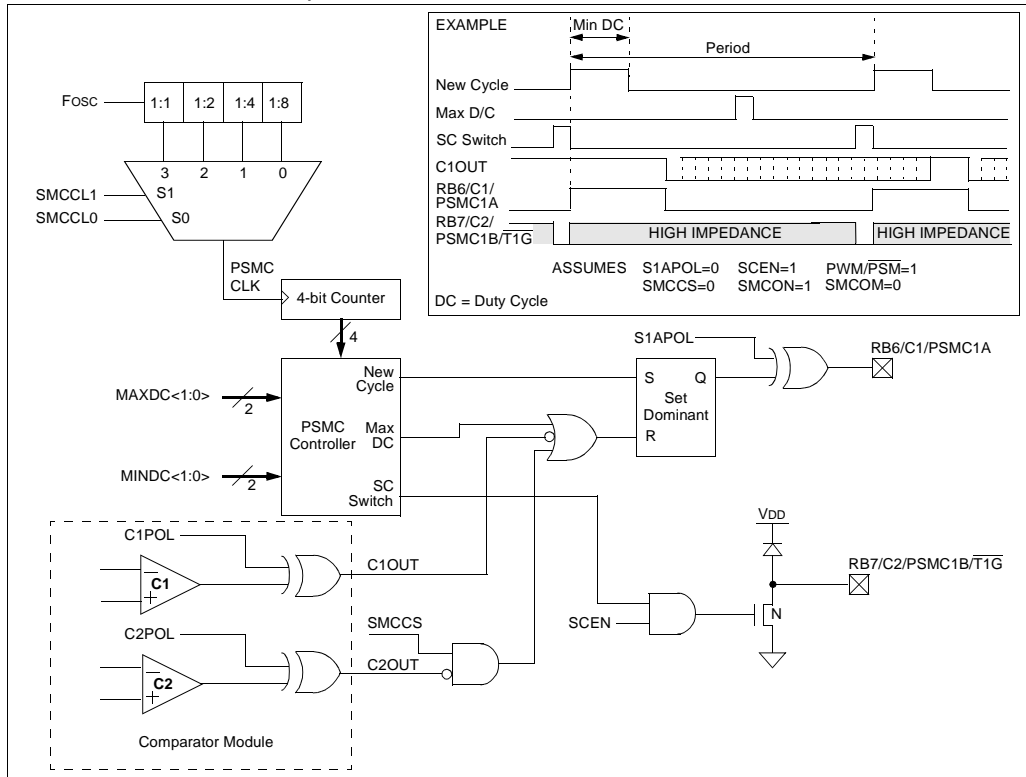 EXAMPLE
Min DC
Period
New Cycle
Max D/C
SC Switch
C1OUT
RB6/C1/
PSMC1A
RB7/C2/
PSMC1B/T1G
HIGH IMPEDANCE
HIGH IMPEDANCE
ASSUMES S1APOL=0 SCEN=1 PWM/PSM=1
SMCCS=0 SMCON=1 SMCOM=0
DC = Duty Cycle
FOSC
1:1 1:2 1:4 1:8
3 2 1 0
SMCCL1
S1
SMCCL0
S0
PSMC
CLK
4-bit Counter
4
S1APOL
RB6/C1/PSMC1A
New
Cycle
S Q
Set
Dominant
R
MAXDC<1:0>
2
PSMC
Controller
Max
DC
MINDC<1:0>
2
SC
Switch
VDD
C1POL
C1OUT
C1
RB7/C2/PSMC1B/T1G
N
SMCCS
SCEN
C2POL
C2OUT
C2
Comparator Module